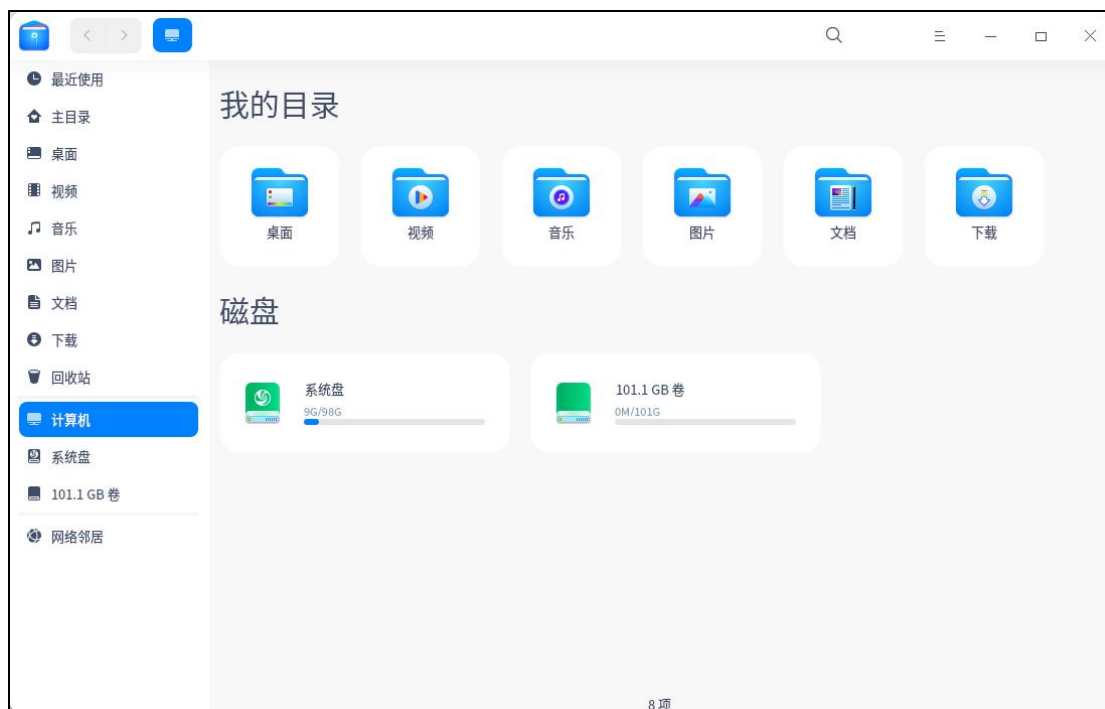 最近使用
主目录
桌面
视频
音乐
图片
文档
下载
回收站
计算机
系统盘
101.1 GB 卷
网络邻居
我的目录
桌面
视频
音乐
图片
文档
下载
磁盘
系统盘
9G/98G
101.1 GB 卷
0M/101G
8 项